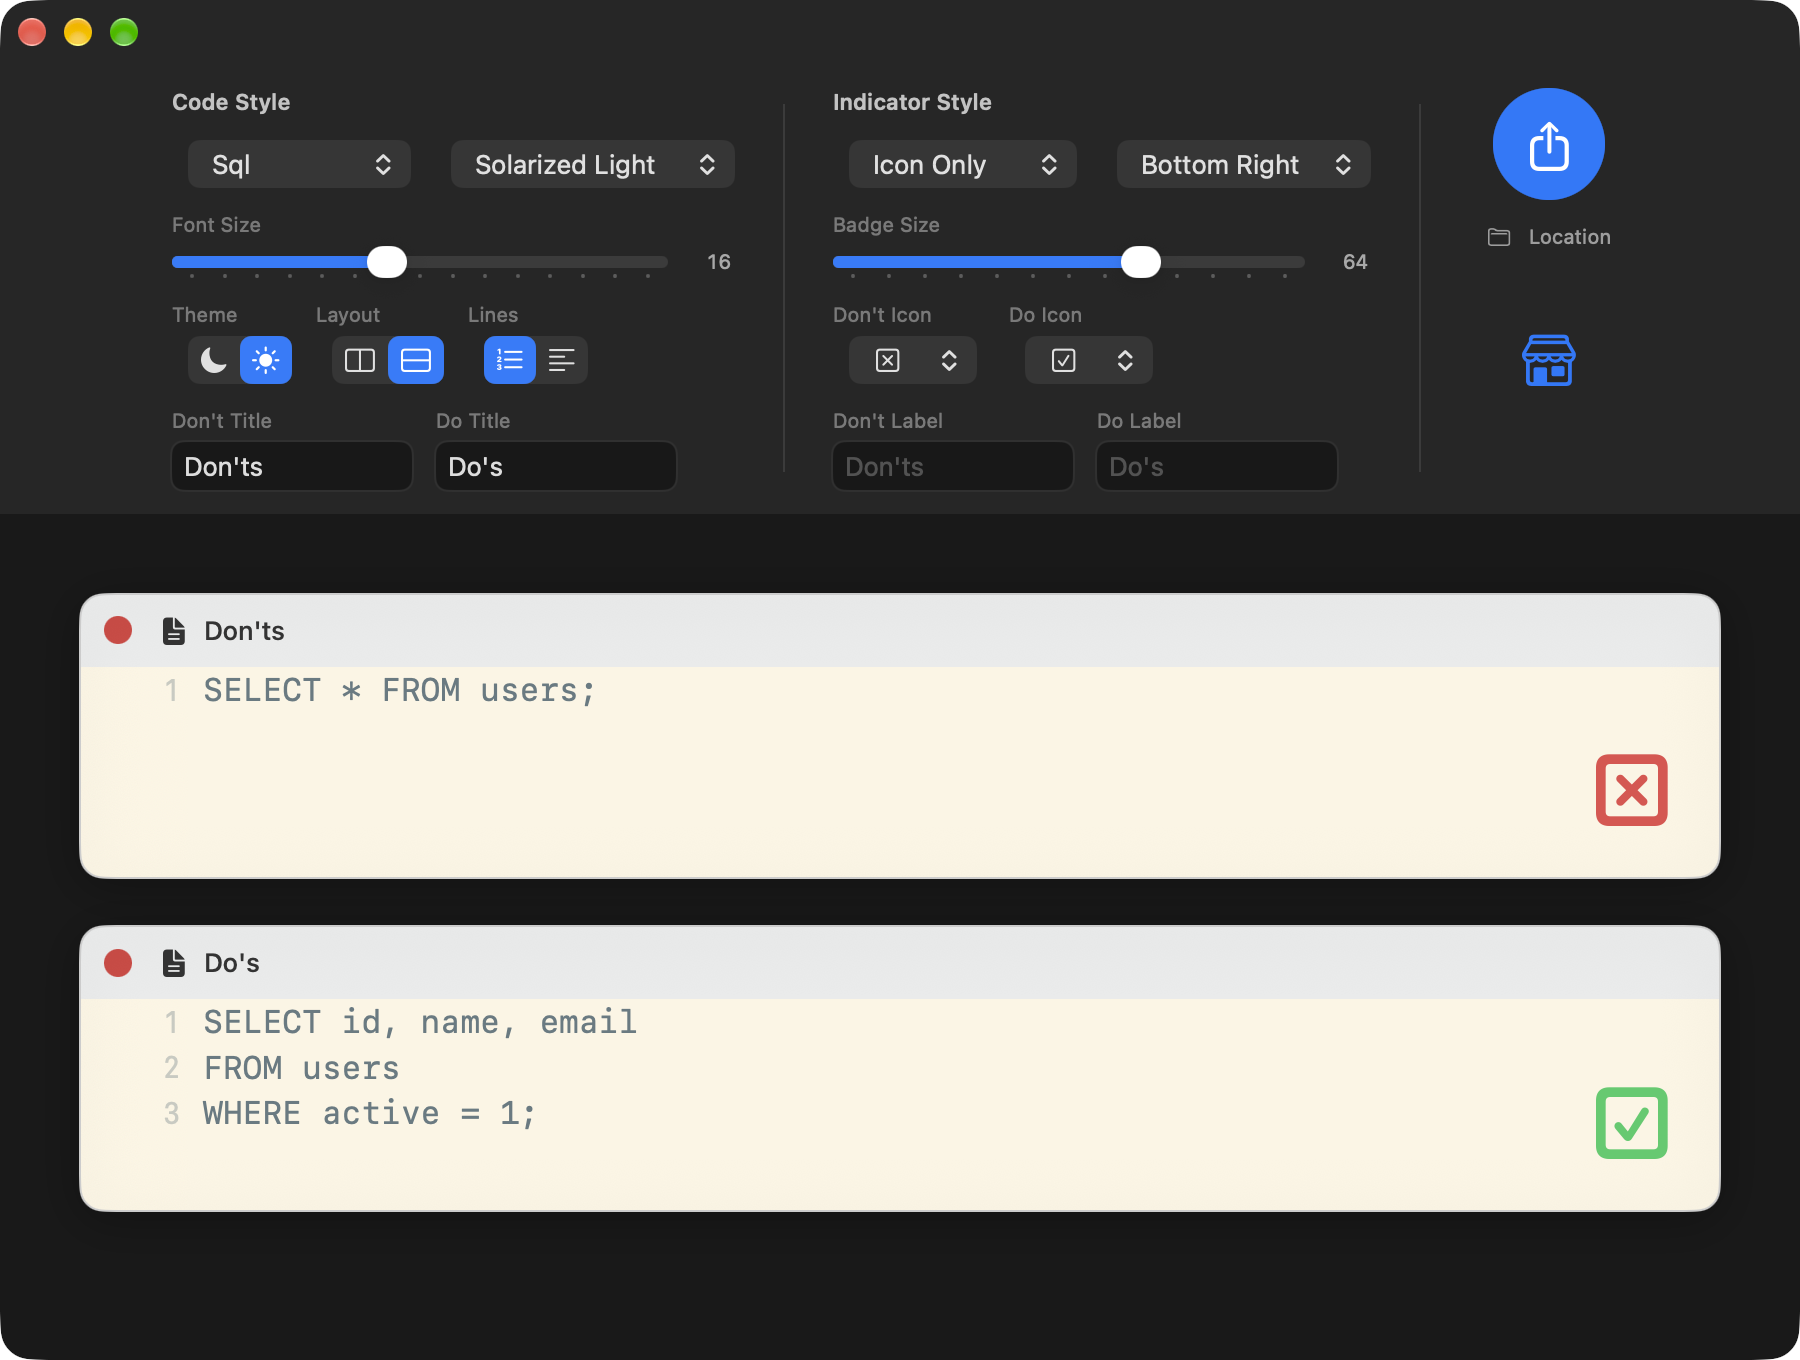 Code Style
Sql
Solarized Light
Font Size
16
Theme
Layout
Lines
Don't Title
Do Title
Don'ts
Do's
Indicator Style
Icon Only
Bottom Right
Badge Size
64
Don't Icon
Do Icon
Don't Label
Do Label
Don'ts
Do's
Location
Don'ts
1 SELECT * FROM users;
Do's
1 SELECT id, name, email
2 FROM users
3 WHERE active = 1;